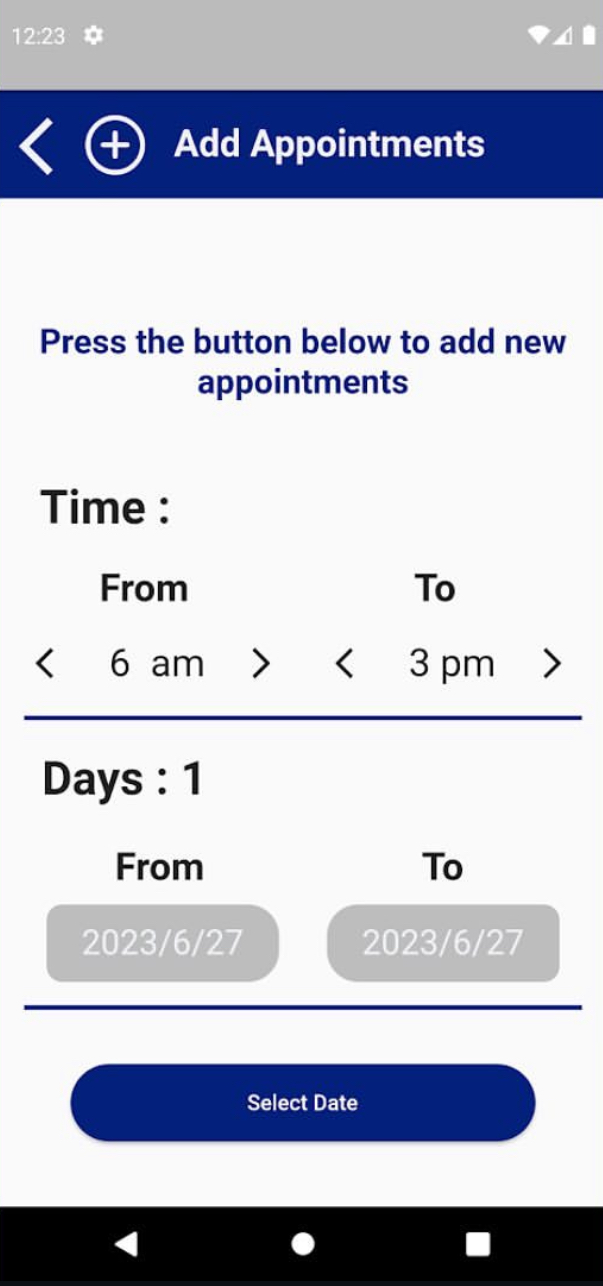 12:23
Add Appointments
Press the button below to add new
appointments
Time :
From To
6 am 3 pm
Days : 1
From To
2023/6/27 2023/6/27
Select Date